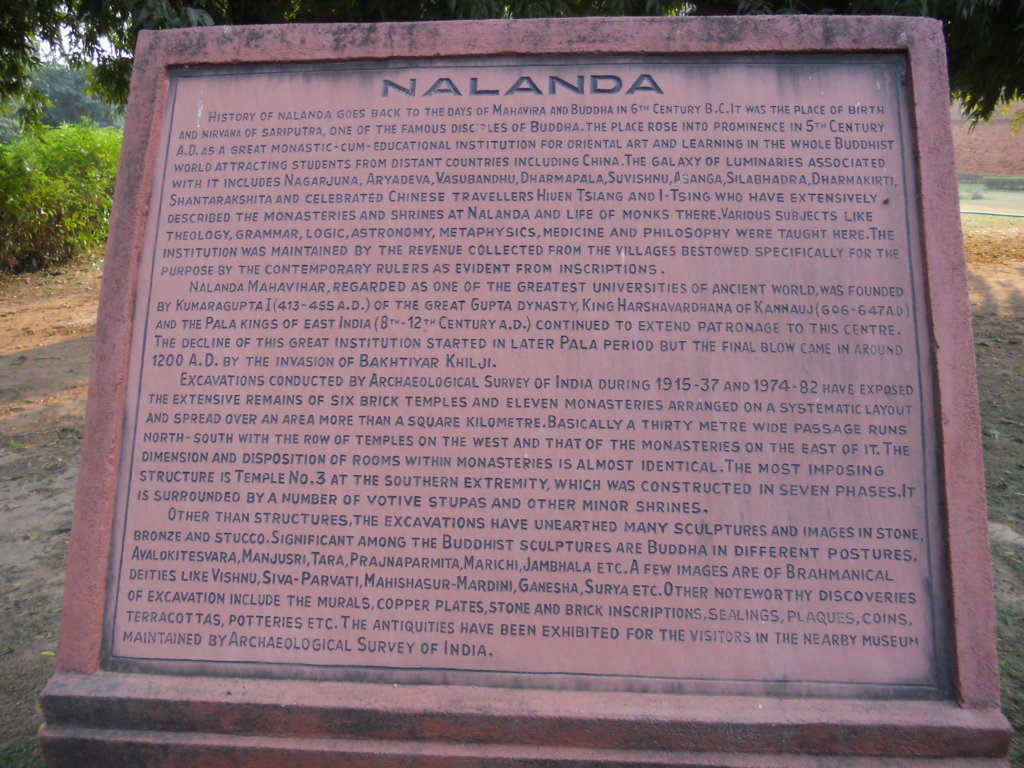 NALANDA
HISTORY OF NALANDA GOES BACK TO THE DAYS OF MAHAVIRA AND BUDDHA IN 6TH CENTURY B.C.IT WAS THE PLACE OF BIRTH
AND NIRVANA OF SARIPUTRA, ONE OF THE FAMOUS DISCIPLES OF BUDDHA.THE PLACE ROSE INTO PROMINENCE IN 5TH CENTURY
A.D. AS A GREAT MONASTIC-CUM-EDUCATIONAL INSTITUTION FOR ORIENTAL ART AND LEARNING IN THE WHOLE BUDDHIST
WORLD ATTRACTING STUDENTS FROM DISTANT COUNTRIES INCLUDING CHINA.THE GALAXY OF LUMINARIES ASSOCIATED
WITH IT INCLUDES NAGARJUNA, ARYADEVA,VASUBANDHU,DHARMAPALA,SUVISHNU,ASANGA,SILABHADRA,DHARMAKIRTI,
SHANTARAKSHITA AND CELEBRATED CHINESE TRAVELLERS HIUEN TSIANG AND I-TSING WHO HAVE EXTENSIVELY
DESCRIBED THE MONASTERIES AND SHRINES AT NALANDA AND LIFE OF MONKS THERE.VARIOUS SUBJECTS LIKE
THEOLOGY, GRAMMAR, LOGIC,ASTRONOMY, METAPHYSICS,MEDICINE AND PHILOSOPHY WERE TAUGHT HERE.THE
INSTITUTION WAS MAINTAINED BY THE REVENUE COLLECTED FROM THE VILLAGES BESTOWED SPECIFICALLY FOR THE
PURPOSE BY THE CONTEMPORARY RULERS AS EVIDENT FROM INSCRIPTIONS.
NALANDA MAHAVIHAR, REGARDED AS ONE OF THE GREATEST UNIVERSITIES OF ANCIENT WORLD,WAS FOUNDED
BY KUMARAGUPTA I (413-455 A.D.) OF THE GREAT GUPTA DYNASTY, KING HARSHAVARDHANA OF KANNAUJ (606-647A.D.)
AND THE PALA KINGS OF EAST INDIA (8TH-12TH CENTURY A.D.) CONTINUED TO EXTEND PATRONAGE TO THIS CENTRE.
THE DECLINE OF THIS GREAT INSTITUTION STARTED IN LATER PALA PERIOD BUT THE FINAL BLOW CAME IN AROUND
1200 A.D. BY THE INVASION OF BAKHTIYAR KHILJI.
EXCAVATIONS CONDUCTED BY ARCHAEOLOGICAL SURVEY OF INDIA DURING 1915-37 AND 1974-82 HAVE EXPOSED
THE EXTENSIVE REMAINS OF SIX BRICK TEMPLES AND ELEVEN MONASTERIES ARRANGED ON A SYSTEMATIC LAYOUT
AND SPREAD OVER AN AREA MORE THAN A SQUARE KILOMETRE.BASICALLY A THIRTY METRE WIDE PASSAGE RUNS
NORTH-SOUTH WITH THE ROW OF TEMPLES ON THE WEST AND THAT OF THE MONASTERIES ON THE EAST OF IT. THE
DIMENSION AND DISPOSITION OF ROOMS WITHIN MONASTERIES IS ALMOST IDENTICAL.THE MOST IMPOSING
STRUCTURE IS TEMPLE NO.3 AT THE SOUTHERN EXTREMITY, WHICH WAS CONSTRUCTED IN SEVEN PHASES.IT
IS SURROUNDED BY A NUMBER OF VOTIVE STUPAS AND OTHER MINOR SHRINES.
OTHER THAN STRUCTURES,THE EXCAVATIONS HAVE UNEARTHED MANY SCULPTURES AND IMAGES IN STONE,
BRONZE AND STUCCO.SIGNIFICANT AMONG THE BUDDHIST SCULPTURES ARE BUDDHA IN DIFFERENT POSTURES,
AVALOKITESVARA,MANJUSRI,TARA,PRAJNAPARMITA,MARICHI,JAMBHALA ETC. A FEW IMAGES ARE OF BRAHMANICAL
DEITIES LIKE VISHNU,SIVA-PARVATI,MAHISHASUR-MARDINI,GANESHA,SURYA ETC. OTHER NOTEWORTHY DISCOVERIES
OF EXCAVATION INCLUDE THE MURALS, COPPER PLATES,STONE AND BRICK INSCRIPTIONS, SEALINGS, PLAQUES, COINS,
TERRACOTTAS, POTTERIES ETC. THE ANTIQUITIES HAVE BEEN EXHIBITED FOR THE VISITORS IN THE NEARBY MUSEUM
MAINTAINED BY ARCHAEOLOGICAL SURVEY OF INDIA.